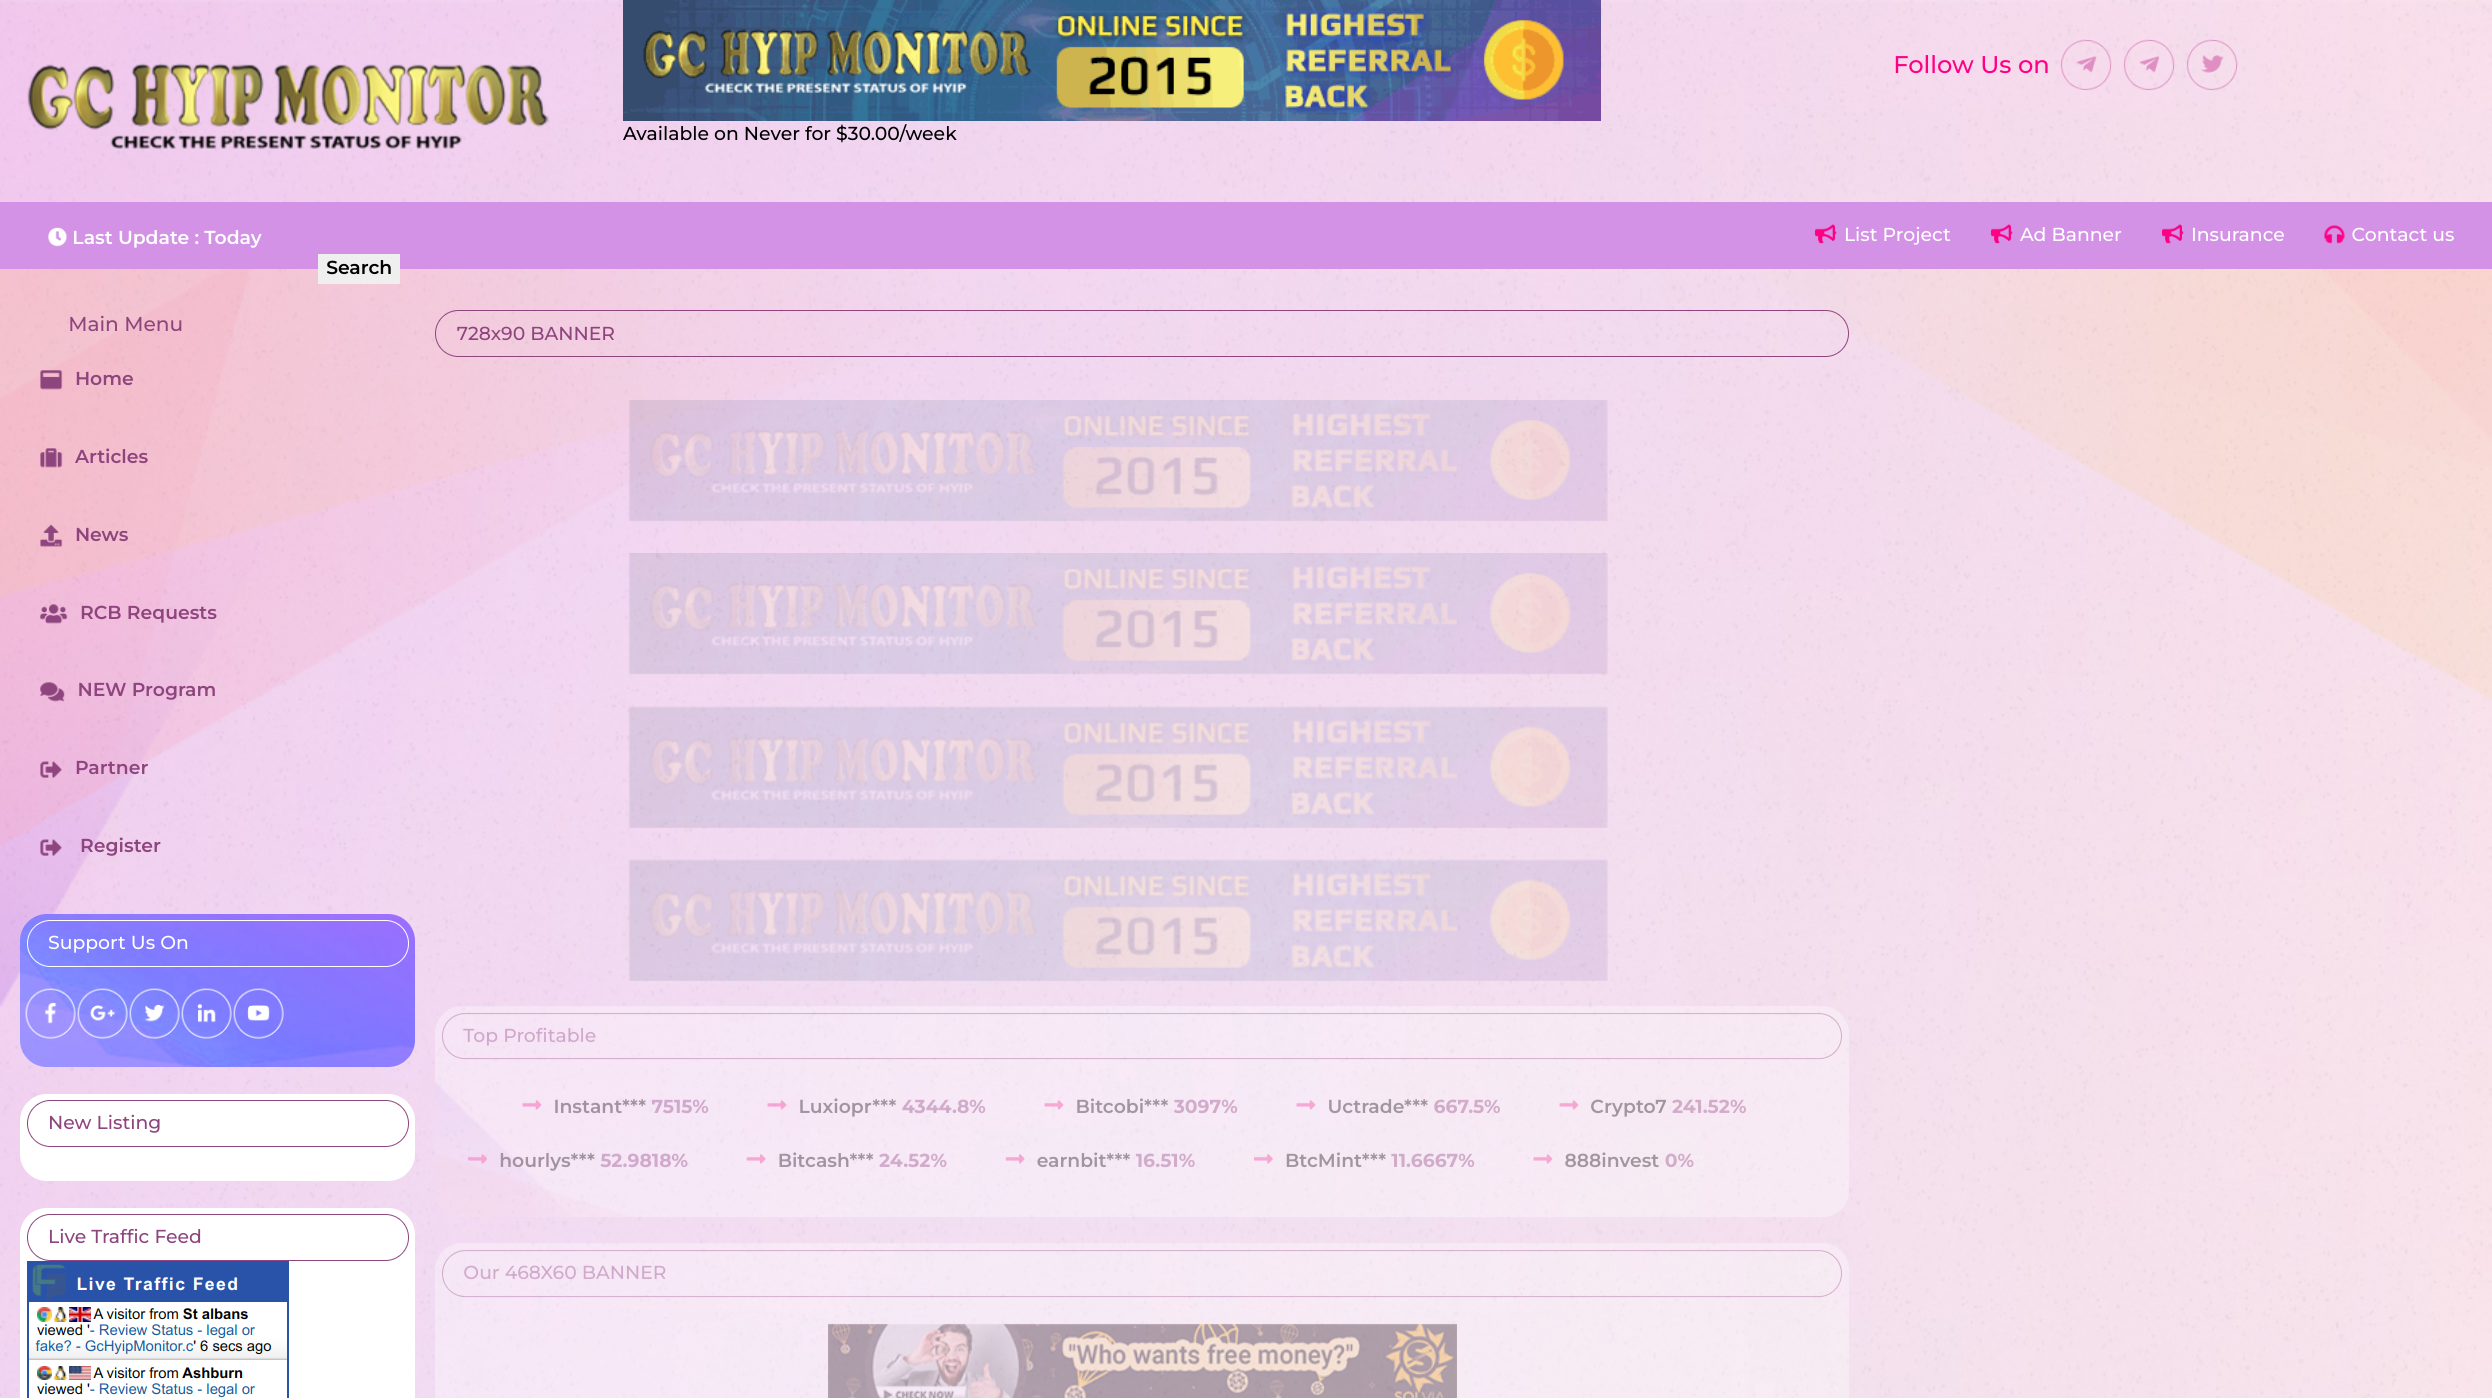 GC HYIP MONITOR
CHECK THE PRESENT STATUS OF HYIP
GC HYIP MONITOR
CHECK THE PRESENT STATUS OF HYIP
ONLINE SINCE
2015
HIGHEST
REFERRAL
BACK
Available on Never for $30.00/week
Follow Us on
Last Update : Today
Search
List Project
Ad Banner
Insurance
Contact us
Main Menu
Home
Articles
News
RCB Requests
NEW Program
Partner
Register
Support Us On
New Listing
Live Traffic Feed
Live Traffic Feed
A visitor from St albans
viewed '- Review Status - legal or
fake? - GcHyipMonitor.c' 6 secs ago
A visitor from Ashburn
viewed '- Review Status - legal or
728x90 BANNER
GC HYIP MONITOR
CHECK THE PRESENT STATUS OF HYIP
ONLINE SINCE
2015
HIGHEST
REFERRAL
BACK
GC HYIP MONITOR
CHECK THE PRESENT STATUS OF HYIP
ONLINE SINCE
2015
HIGHEST
REFERRAL
BACK
GC HYIP MONITOR
CHECK THE PRESENT STATUS OF HYIP
ONLINE SINCE
2015
HIGHEST
REFERRAL
BACK
GC HYIP MONITOR
CHECK THE PRESENT STATUS OF HYIP
ONLINE SINCE
2015
HIGHEST
REFERRAL
BACK
Top Profitable
Instant*** 7515% Luxiopr*** 4344.8% Bitcobi*** 3097% Uctrade*** 667.5% Crypto7 241.52%
hourlys*** 52.9818% Bitcash*** 24.52% earnbit*** 16.51% BtcMint*** 11.6667% 888invest 0%
Our 468X60 BANNER
"Who wants free money?"
CHECK NOW
SOLVIA